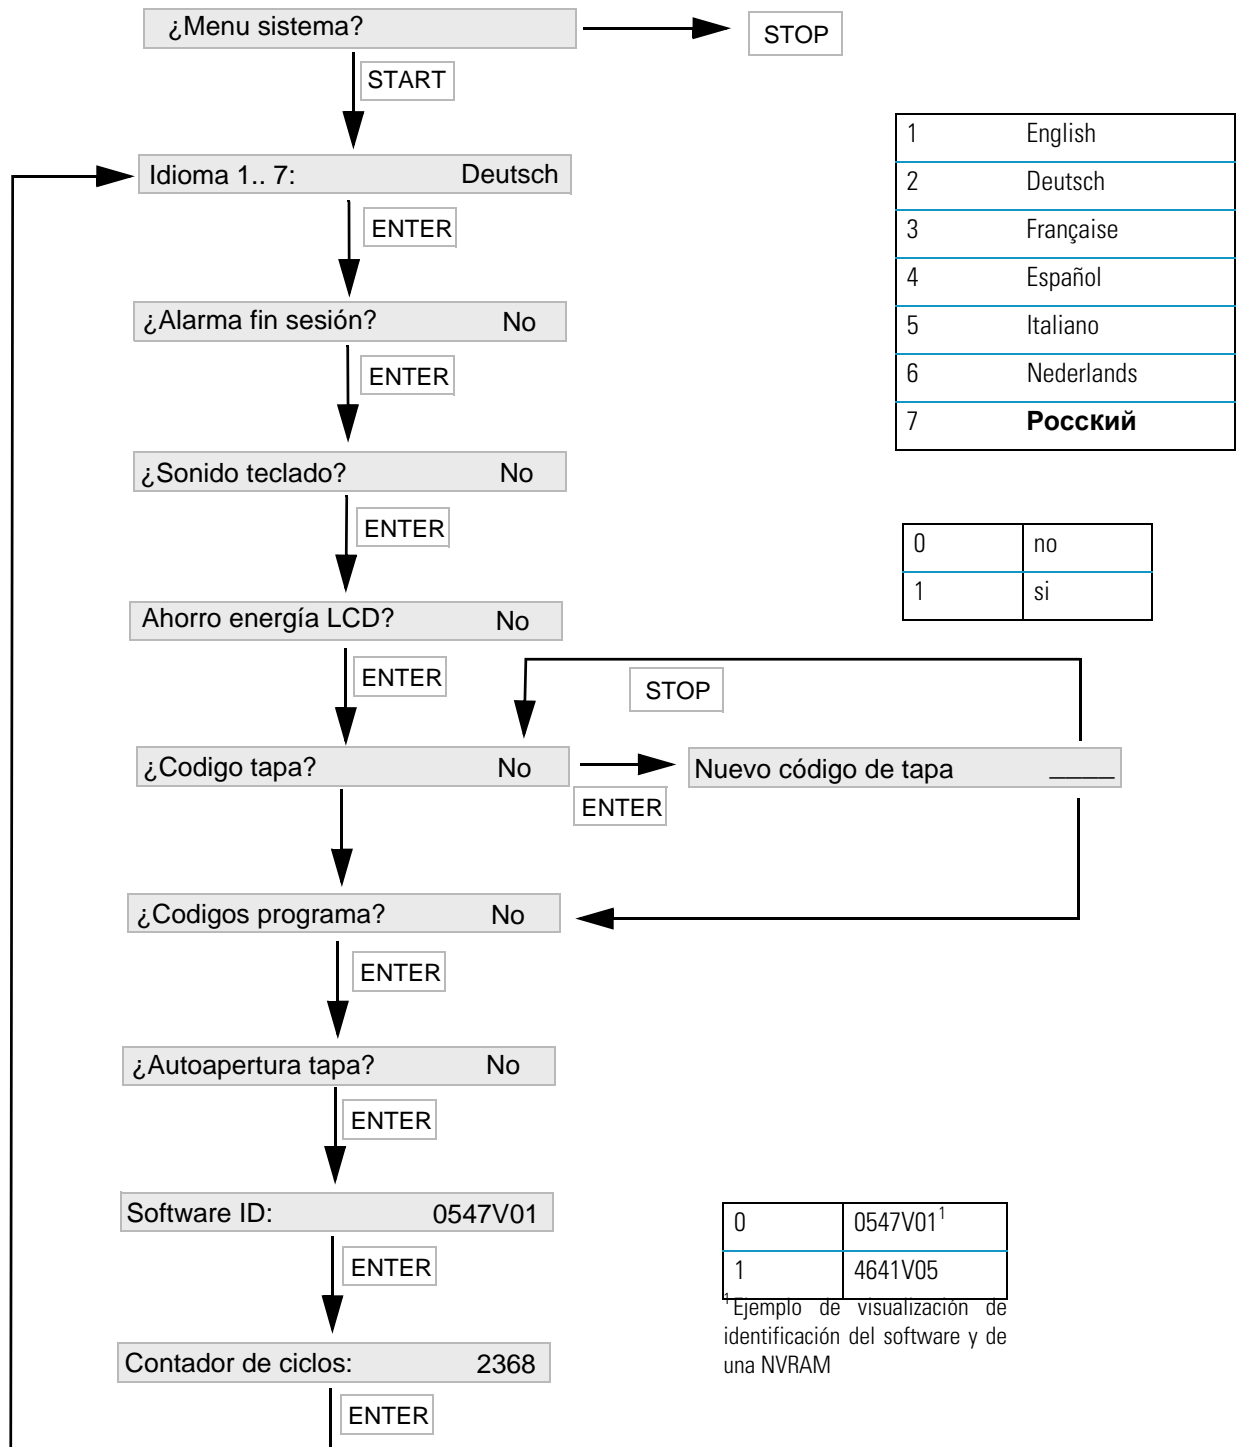 ¿Menu sistema?
STOP
START
Idioma 1.. 7: Deutsch
ENTER
¿Alarma fin sesión? No
ENTER
¿Sonido teclado? No
ENTER
Ahorro energía LCD? No
ENTER
STOP
¿Codigo tapa? No
ENTER
Nuevo código de tapa ____
¿Codigos programa? No
ENTER
¿Autoapertura tapa? No
ENTER
Software ID: 0547V01
ENTER
Contador de ciclos: 2368
ENTER
1 English
2 Deutsch
3 Française
4 Español
5 Italiano
6 Nederlands
7 Росский
0 no
1 si
0 0547V01¹
1 4641V05
¹Ejemplo de visualización de
identificación del software y de
una NVRAM